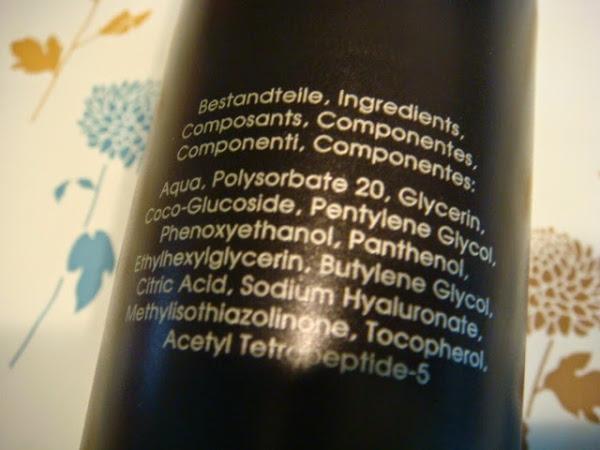 Bestandteile, Ingredients,
Composants, Componentes,
Componenti, Componentes:
Aqua, Polysorbate 20, Glycerin,
Coco-Glucoside, Pentylene Glycol,
Phenoxyethanol, Panthenol,
Ethylhexylglycerin, Butylene Glycol,
Citric Acid, Sodium Hyaluronate,
Methylisothiazolinone, Tocopherol,
Acetyl Tetrapeptide-5